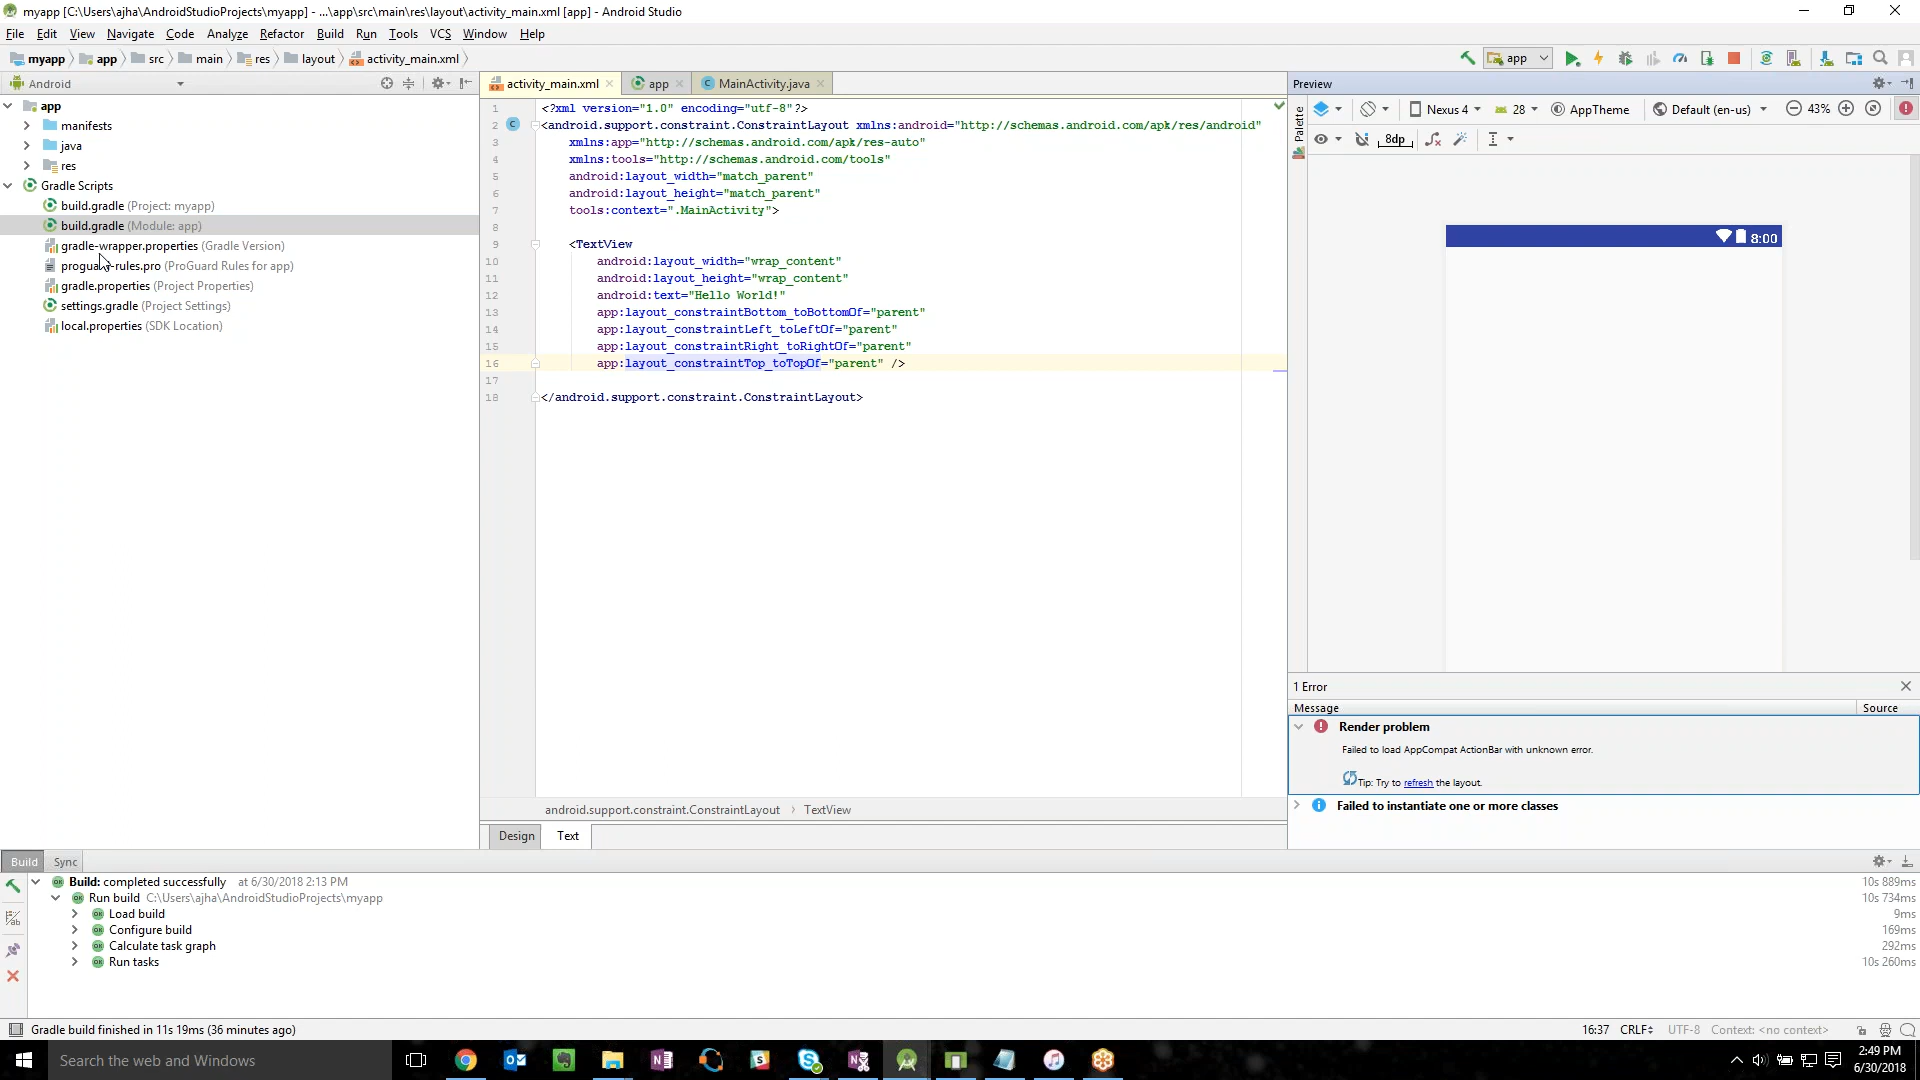 myapp [C:\Users\ajha\AndroidStudioProjects\myapp] - ...\app\src\main\res\layout\activity_main.xml [app] - Android Studio
File Edit View Navigate Code Analyze Refactor Build Run Tools VCS Window Help
myapp app src main res layout activity_main.xml app
Android
activity_main.xml app MainActivity.java
Preview
app
manifests
java
res
Gradle Scripts
build.gradle (Project: myapp)
build.gradle (Module: app)
gradle-wrapper.properties (Gradle Version)
proguard-rules.pro (ProGuard Rules for app)
gradle.properties (Project Properties)
settings.gradle (Project Settings)
local.properties (SDK Location)
1 <?xml version="1.0" encoding="utf-8"?>
2 C <android.support.constraint.ConstraintLayout xmlns:android="http://schemas.android.com/apk/res/android"
3 xmlns:app="http://schemas.android.com/apk/res-auto"
4 xmlns:tools="http://schemas.android.com/tools"
5 android:layout_width="match_parent"
6 android:layout_height="match_parent"
7 tools:context=".MainActivity">
8
9 <TextView
10 android:layout_width="wrap_content"
11 android:layout_height="wrap_content"
12 android:text="Hello World!"
13 app:layout_constraintBottom_toBottomOf="parent"
14 app:layout_constraintLeft_toLeftOf="parent"
15 app:layout_constraintRight_toRightOf="parent"
16 app:layout_constraintTop_toTopOf="parent" />
17
18 </android.support.constraint.ConstraintLayout>
android.support.constraint.ConstraintLayout TextView
Design Text
Palette
Nexus 4 28 AppTheme Default (en-us) 43%
8dp
8:00
1 Error
Message Source
Render problem
Failed to load AppCompat ActionBar with unknown error.
Tip: Try to refresh the layout.
Failed to instantiate one or more classes
Build Sync
Build: completed successfully at 6/30/2018 2:13 PM 10s 889ms
Run build C:\Users\ajha\AndroidStudioProjects\myapp 10s 734ms
Load build 9ms
Configure build 169ms
Calculate task graph 292ms
Run tasks 10s 260ms
Gradle build finished in 11s 19ms (36 minutes ago) 16:37 CRLF UTF-8 Context: <no context>
Search the web and Windows
2:49 PM
6/30/2018